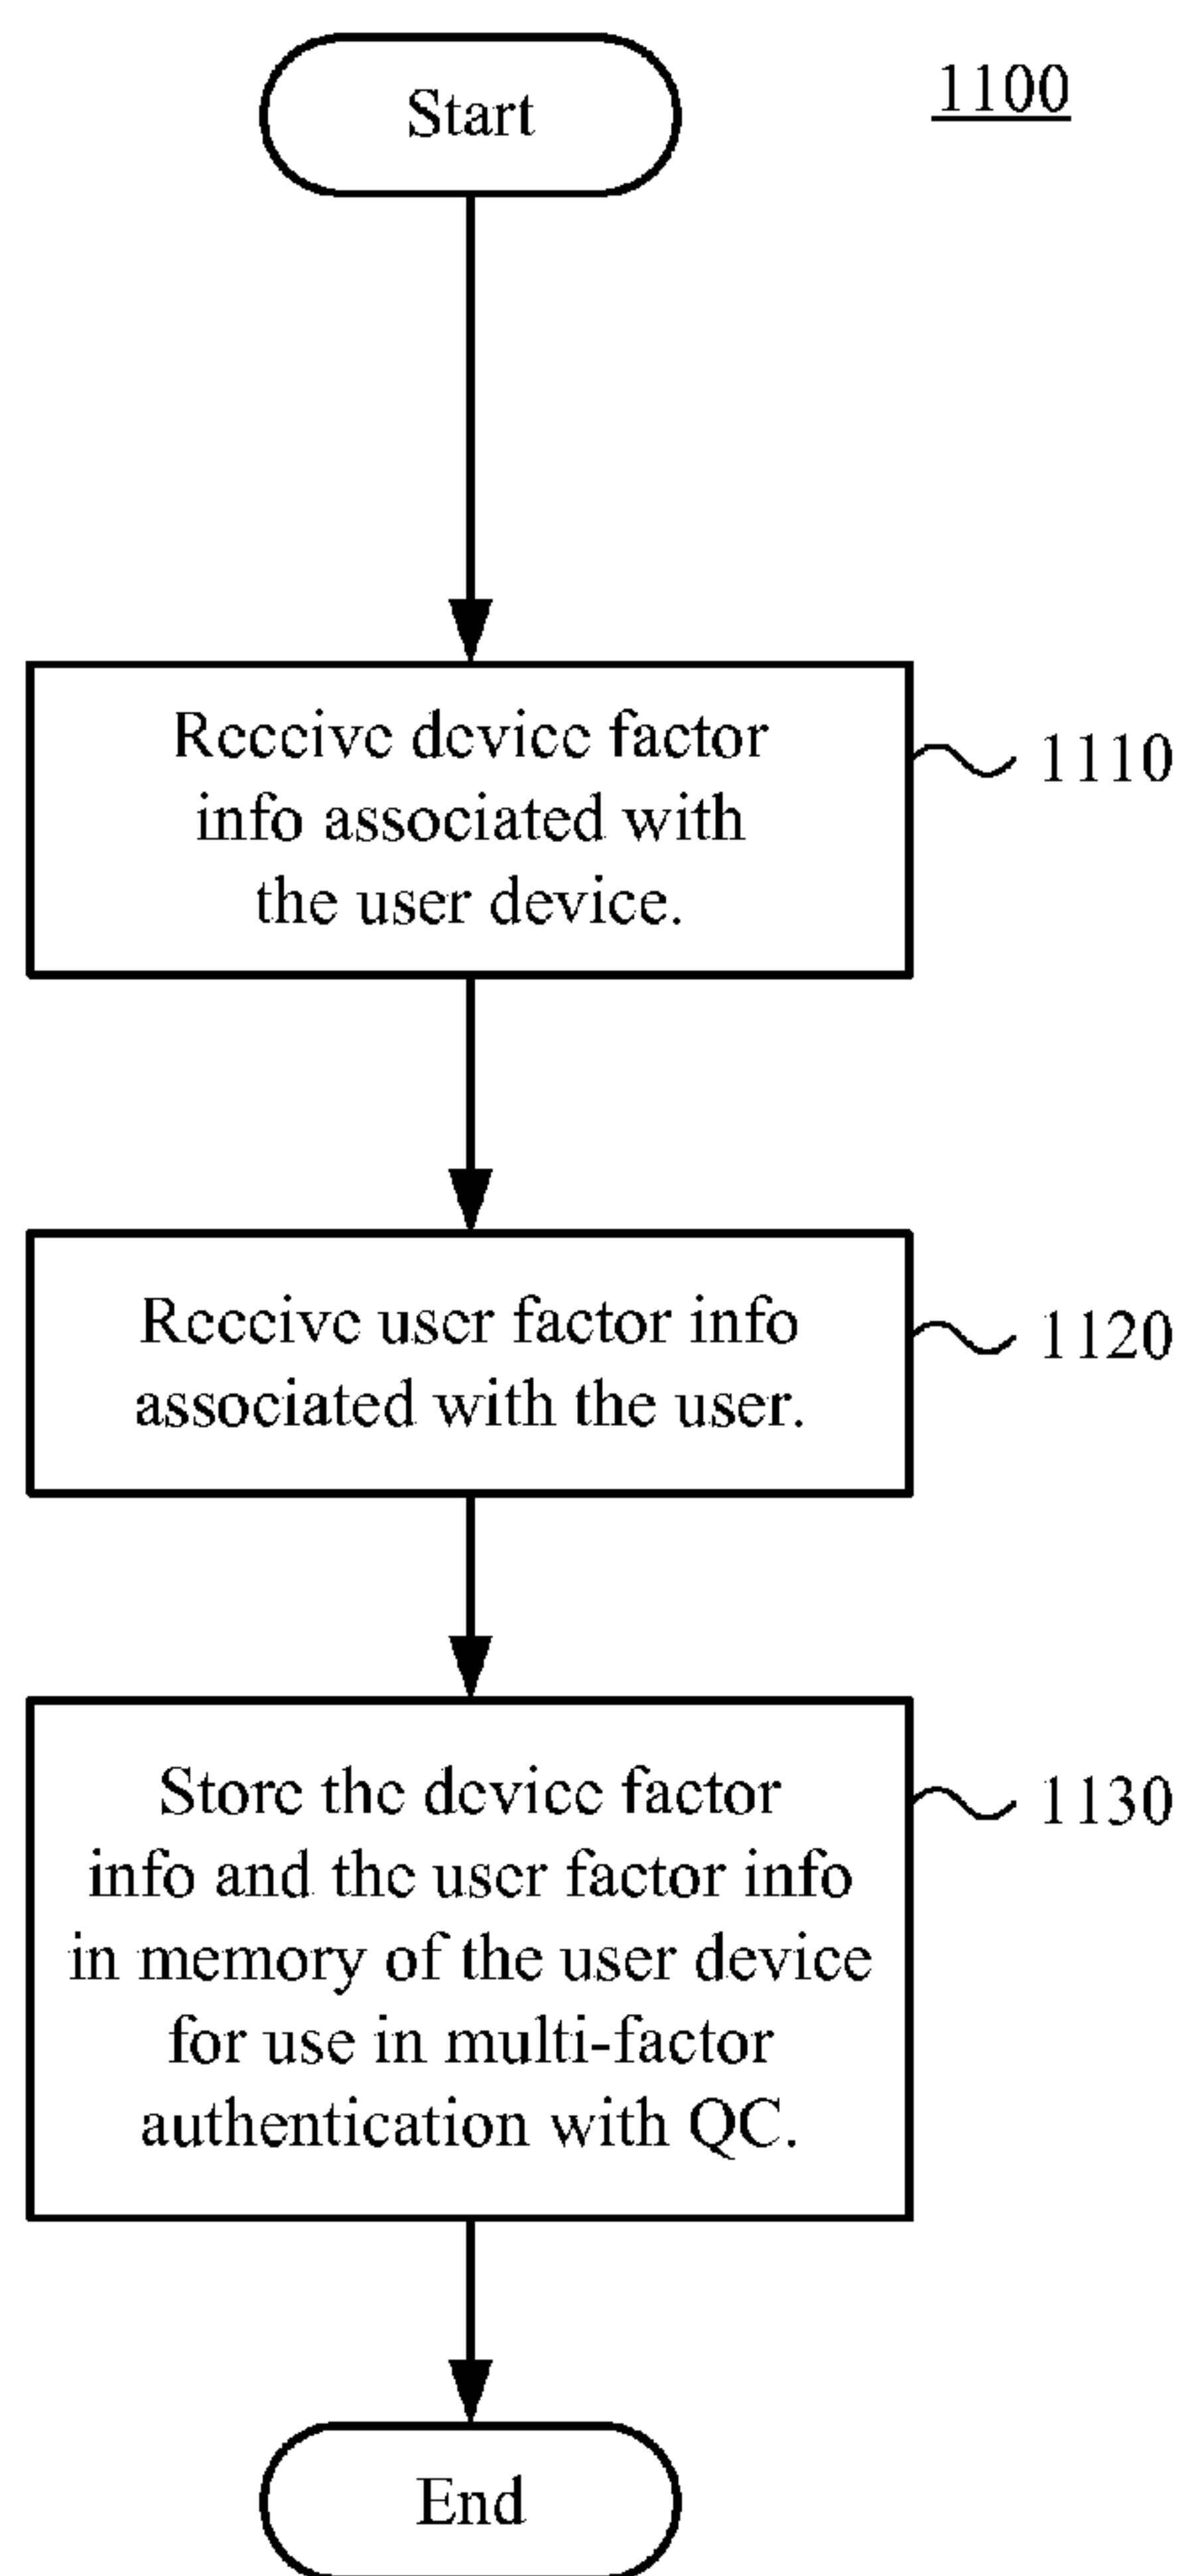 Start
1100
Receive device factor
info associated with
the user device.
1110
Receive user factor info
associated with the user.
1120
Store the device factor
info and the user factor info
in memory of the user device
for use in multi-factor
authentication with QC.
1130
End